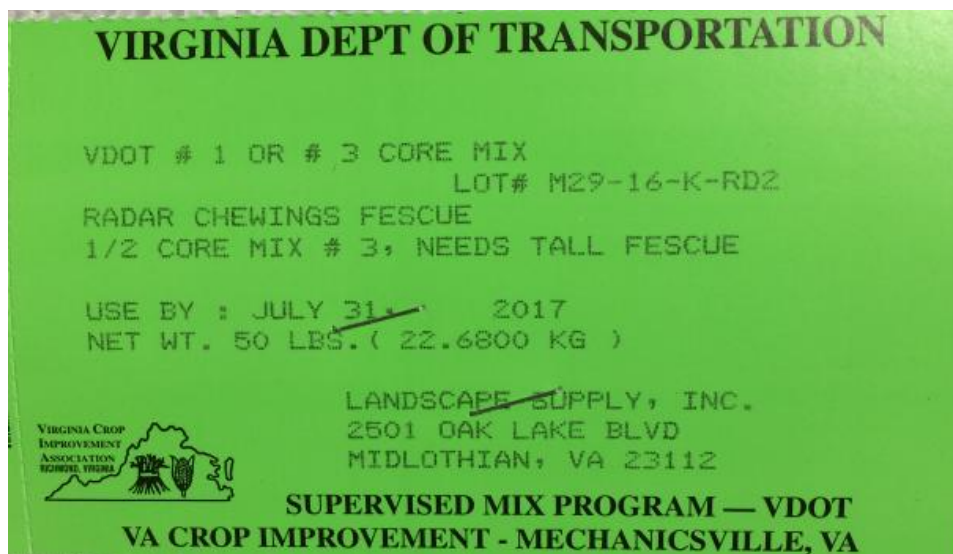 VIRGINIA DEPT OF TRANSPORTATION
VDOT # 1 OR # 3 CORE MIX
LOT# M29-16-K-RD2
RADAR CHEWINGS FESCUE
1/2 CORE MIX # 3, NEEDS TALL FESCUE
USE BY : JULY 31, 2017
NET WT. 50 LBS.( 22.6800 KG )
LANDSCAPE SUPPLY, INC.
2501 OAK LAKE BLVD
MIDLOTHIAN, VA 23112
VIRGINIA CROP
IMPROVEMENT
ASSOCIATION
RICHMOND, VIRGINIA
SUPERVISED MIX PROGRAM — VDOT
VA CROP IMPROVEMENT - MECHANICSVILLE, VA